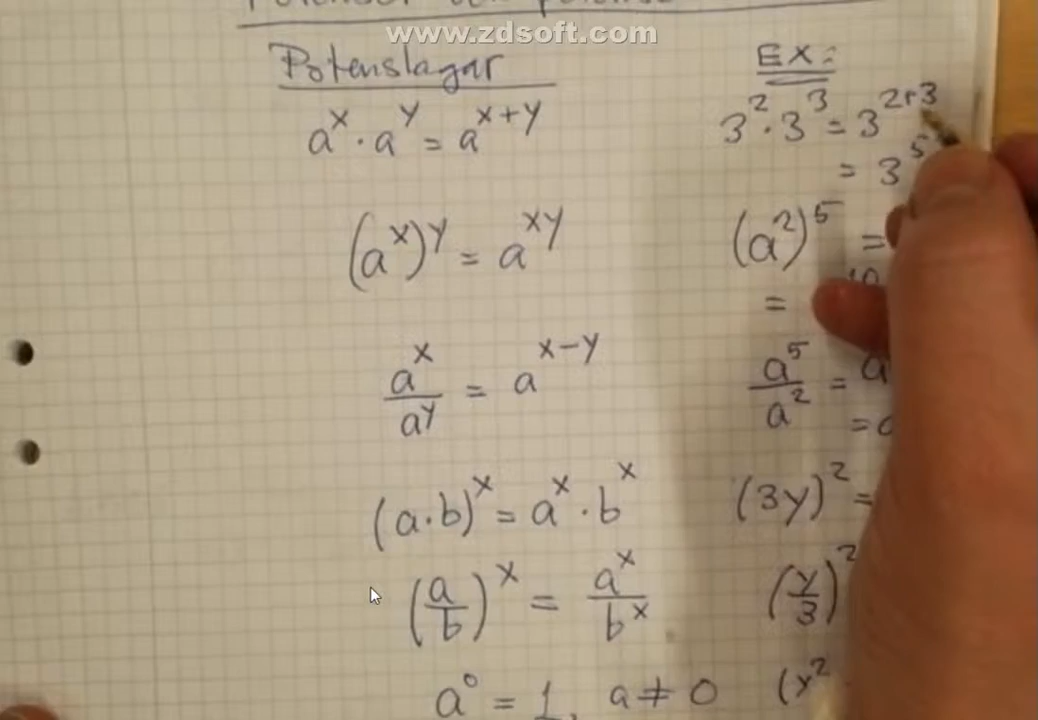 www.zdsoft.com
Potenslagar
EX:
a^x · a^y = a^{x+y}
3^2 · 3^3 = 3^{2+3}
= 3^5
(a^x)^y = a^{xy}
(a^2)^5 =
=
a^x / a^y = a^{x-y}
a^5 / a^2 = a
=
(a·b)^x = a^x · b^x
(3y)^2 =
(a/b)^x = a^x / b^x
(y/3)^2
a^0 = 1, a ≠ 0